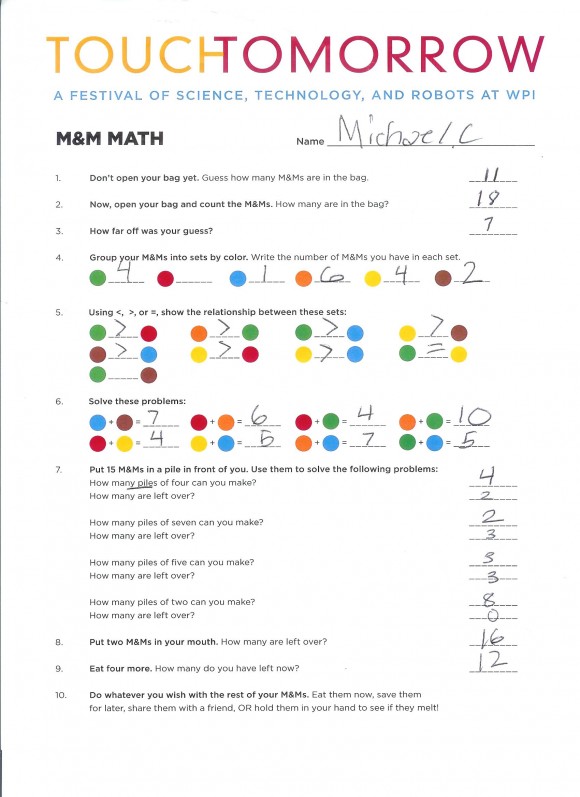 TOUCHTOMORROW
A FESTIVAL OF SCIENCE, TECHNOLOGY, AND ROBOTS AT WPI
M&M MATH Name Michael.C
1. Don't open your bag yet. Guess how many M&Ms are in the bag. 11
2. Now, open your bag and count the M&Ms. How many are in the bag? 18
3. How far off was your guess? 7
4. Group your M&Ms into sets by color. Write the number of M&Ms you have in each set.
4 1 6 4 2
5. Using <, >, or =, show the relationship between these sets:
> > > >
> > > =
6. Solve these problems:
+ = 7 + = 6 + = 4 + = 10
+ = 4 + = 5 + = 7 + = 5
7. Put 15 M&Ms in a pile in front of you. Use them to solve the following problems:
How many piles of four can you make? 4
How many are left over? 2
How many piles of seven can you make? 2
How many are left over? 3
How many piles of five can you make? 3
How many are left over? 3
How many piles of two can you make? 8
How many are left over? 0
8. Put two M&Ms in your mouth. How many are left over? 16
9. Eat four more. How many do you have left now? 12
10. Do whatever you wish with the rest of your M&Ms. Eat them now, save them
for later, share them with a friend, OR hold them in your hand to see if they melt!